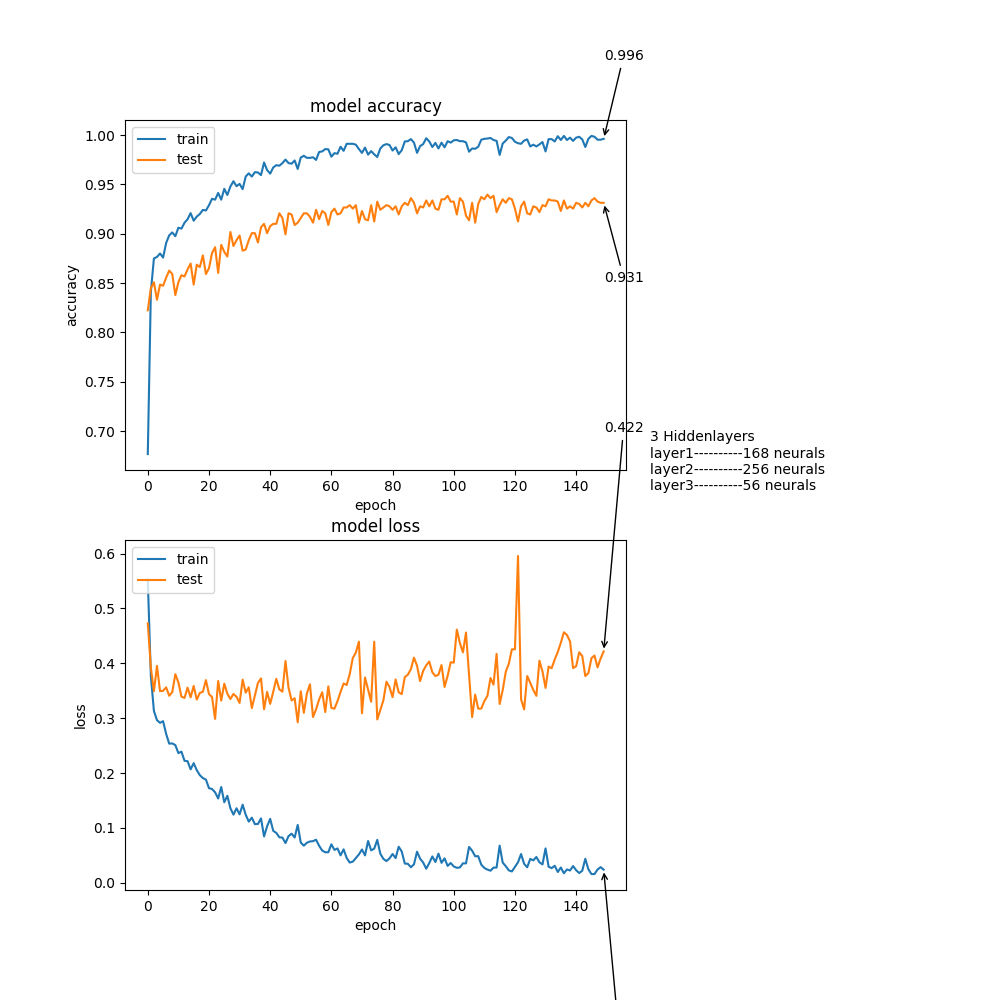 0.996
model accuracy
train
test
1.00
0.95
0.90
0.85
0.80
0.75
0.70
accuracy
0 20 40 60 80 100 120 140
epoch
0.931
0.422
3 Hiddenlayers
layer1----------168 neurals
layer2----------256 neurals
layer3----------56 neurals
model loss
train
test
0.6
0.5
0.4
0.3
0.2
0.1
0.0
loss
0 20 40 60 80 100 120 140
epoch